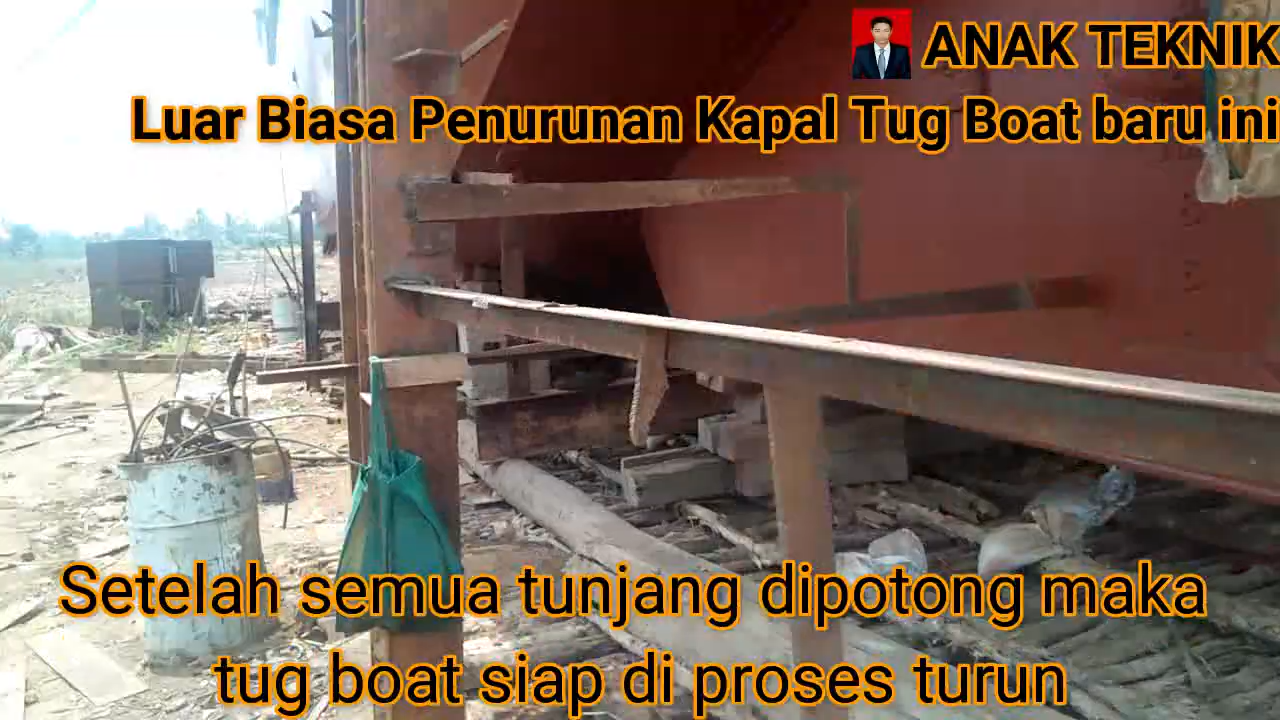 ANAK TEKNIK
Luar Biasa Penurunan Kapal Tug Boat baru ini
Setelah semua tunjang dipotong maka
tug boat siap di proses turun